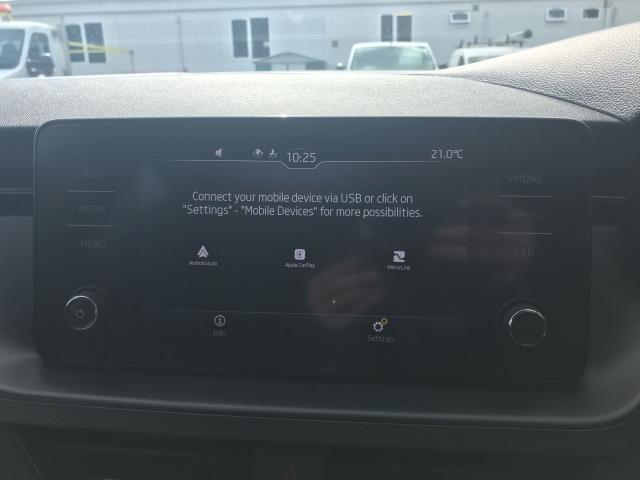 10:25
21.0°C
RADIO
MEDIA
MENU
Connect your mobile device via USB or click on
"Settings" - "Mobile Devices" for more possibilities.
Android Auto
Apple CarPlay
MirrorLink
Info
Settings
PHONE
CAR